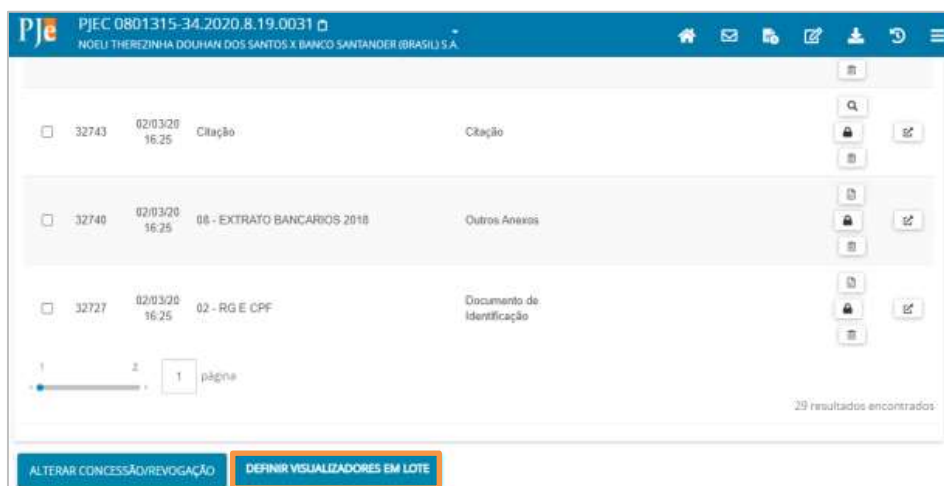 PJe PJEC 0801315-34.2020.8.19.0031
NOELI THEREZINHA DOUHAN DOS SANTOS X BANCO SANTANDER (BRASIL) S.A.
32743 02/03/20 16:25 Citação Citação
32740 02/03/20 16:25 08 - EXTRATO BANCARIOS 2018 Outros Anexos
32727 02/03/20 16:25 02 - RG E CPF Documento de Identificação
1 2 1 página
29 resultados encontrados
ALTERAR CONCESSÃO/REVOGAÇÃO DEFINIR VISUALIZADORES EM LOTE